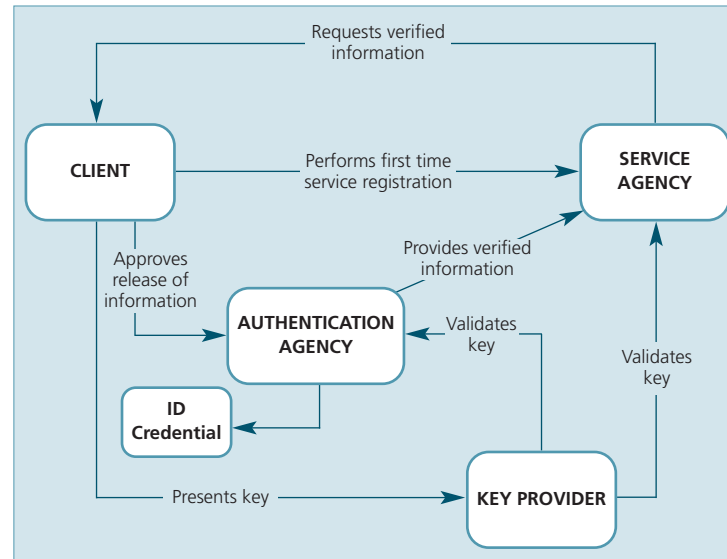 Requests verified
information
CLIENT
Performs first time
service registration
SERVICE
AGENCY
Approves
release of
information
Provides verified
information
AUTHENTICATION
AGENCY
Validates
key
Validates
key
ID
Credential
Presents key
KEY PROVIDER